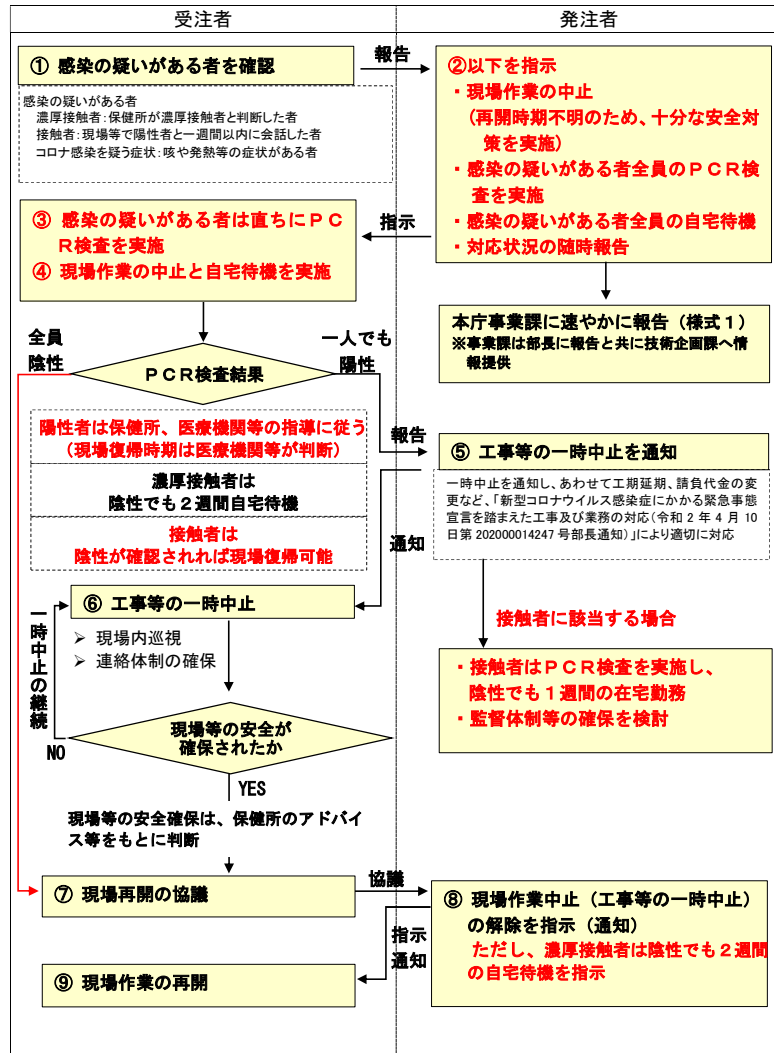 受注者
発注者
① 感染の疑いがある者を確認
報告
感染の疑いがある者
濃厚接触者：保健所が濃厚接触者と判断した者
接触者：現場等で陽性者と一週間以内に会話した者
コロナ感染を疑う症状：咳や発熱等の症状がある者
②以下を指示
・現場作業の中止
(再開時期不明のため、十分な安全対
策を実施)
・感染の疑いがある者全員のＰＣＲ検
査を実施
・感染の疑いがある者全員の自宅待機
・対応状況の随時報告
指示
③ 感染の疑いがある者は直ちにＰＣ
Ｒ検査を実施
④ 現場作業の中止と自宅待機を実施
本庁事業課に速やかに報告（様式１）
※事業課は部長に報告と共に技術企画課へ情
報提供
全員
陰性
一人でも
陽性
ＰＣＲ検査結果
陽性者は保健所、医療機関等の指導に従う
(現場復帰時期は医療機関等が判断)
濃厚接触者は
陰性でも２週間自宅待機
接触者は
陰性が確認されれば現場復帰可能
報告
⑤ 工事等の一時中止を通知
一時中止を通知し、あわせて工期延期、請負代金の変
更など、「新型コロナウイルス感染症にかかる緊急事態
宣言を踏まえた工事及び業務の対応(令和 2 年 4 月 10
日第 202000014247 号部長通知)」により適切に対応
通知
⑥ 工事等の一時中止
➢ 現場内巡視
➢ 連絡体制の確保
一時中止の継続
接触者に該当する場合
・接触者はＰＣＲ検査を実施し、
陰性でも１週間の在宅勤務
・監督体制等の確保を検討
現場等の安全が
確保されたか
NO
YES
現場等の安全確保は、保健所のアドバイ
ス等をもとに判断
⑦ 現場再開の協議
協議
⑧ 現場作業中止（工事等の一時中止）
の解除を指示（通知）
ただし、濃厚接触者は陰性でも２週間
の自宅待機を指示
指示
通知
⑨ 現場作業の再開